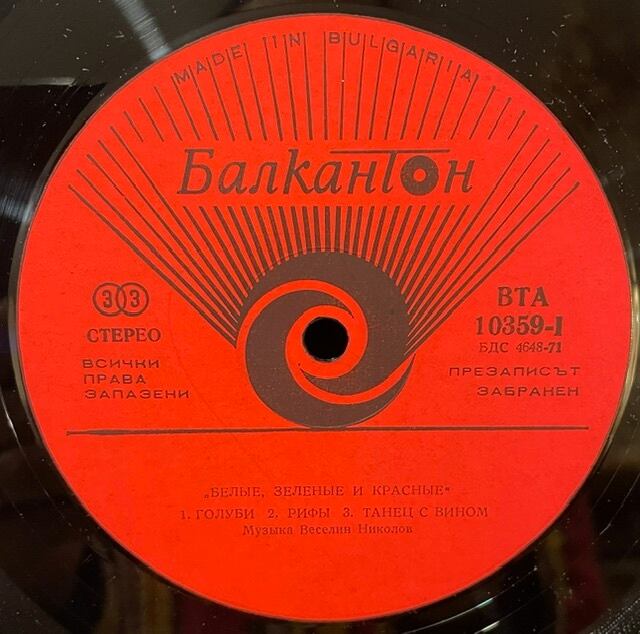 MADE IN BULGARIA
Балкантон
33
СТЕРЕО
ВСИЧКИ
ПРАВА
ЗАПАЗЕНИ
ВТА
10359-I
БДС 4648-71
ПРЕЗАПИСЪТ
ЗАБРАНЕН
„БЕЛЫЕ, ЗЕЛЕНЫЕ И КРАСНЫЕ“
1. ГОЛУБИ 2. РИФЫ 3. ТАНЕЦ С ВИНОМ
Музыка Веселин Николов